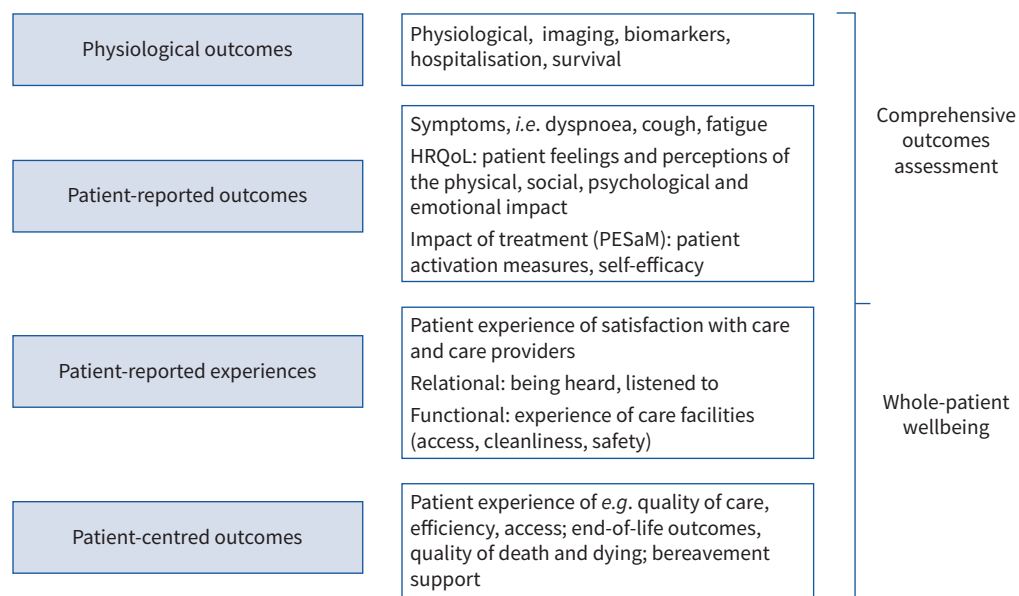 Physiological outcomes
Physiological, imaging, biomarkers,
hospitalisation, survival
Patient-reported outcomes
Symptoms, i.e. dyspnoea, cough, fatigue
HRQoL: patient feelings and perceptions of
the physical, social, psychological and
emotional impact
Impact of treatment (PESaM): patient
activation measures, self-efficacy
Patient-reported experiences
Patient experience of satisfaction with care
and care providers
Relational: being heard, listened to
Functional: experience of care facilities
(access, cleanliness, safety)
Patient-centred outcomes
Patient experience of e.g. quality of care,
efficiency, access; end-of-life outcomes,
quality of death and dying; bereavement
support
Comprehensive
outcomes
assessment
Whole-patient
wellbeing